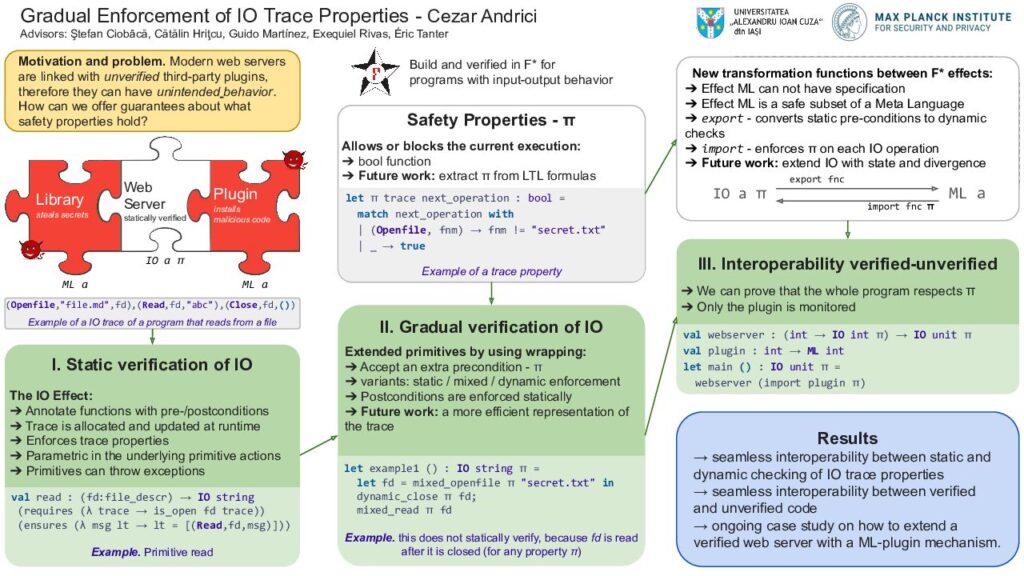 Gradual Enforcement of IO Trace Properties - Cezar Andrici
Advisors: Ștefan Ciobâcă, Cătălin Hrițcu, Guido Martínez, Exequiel Rivas, Éric Tanter
UNIVERSITATEA
„ALEXANDRU IOAN CUZA”
din IAȘI
MAX PLANCK INSTITUTE
FOR SECURITY AND PRIVACY
Motivation and problem. Modern web servers
are linked with unverified third-party plugins,
therefore they can have unintended behavior.
How can we offer guarantees about what
safety properties hold?
Library
steals secrets
Web
Server
statically verified
Plugin
installs
malicious code
IO a π
ML a
ML a
(Openfile,"file.md",fd),(Read,fd,"abc"),(Close,fd,())
Example of a IO trace of a program that reads from a file
I. Static verification of IO
The IO Effect:
➔ Annotate functions with pre-/postconditions
➔ Trace is allocated and updated at runtime
➔ Enforces trace properties
➔ Parametric in the underlying primitive actions
➔ Primitives can throw exceptions
val read : (fd:file_descr) → IO string
(requires (λ trace → is_open fd trace))
(ensures (λ msg lt → lt = [(Read,fd,msg)]))
Example. Primitive read
F
Build and verified in F* for
programs with input-output behavior
Safety Properties - π
Allows or blocks the current execution:
➔ bool function
➔ Future work: extract π from LTL formulas
let π trace next_operation : bool =
match next_operation with
| (Openfile, fnm) → fnm != "secret.txt"
| _ → true
Example of a trace property
II. Gradual verification of IO
Extended primitives by using wrapping:
➔ Accept an extra precondition - π
➔ variants: static / mixed / dynamic enforcement
➔ Postconditions are enforced statically
➔ Future work: a more efficient representation of
the trace
let example1 () : IO string π =
let fd = mixed_openfile π "secret.txt" in
dynamic_close π fd;
mixed_read π fd
Example. this does not statically verify, because fd is read
after it is closed (for any property π)
New transformation functions between F* effects:
➔ Effect ML can not have specification
➔ Effect ML is a safe subset of a Meta Language
➔ export - converts static pre-conditions to dynamic
checks
➔ import - enforces π on each IO operation
➔ Future work: extend IO with state and divergence
export fnc
IO a π
ML a
import fnc π
III. Interoperability verified-unverified
➔ We can prove that the whole program respects π
➔ Only the plugin is monitored
val webserver : (int → IO int π) → IO unit π
val plugin : int → ML int
let main () : IO unit π =
webserver (import plugin π)
Results
→ seamless interoperability between static and
dynamic checking of IO trace properties
→ seamless interoperability between verified
and unverified code
→ ongoing case study on how to extend a
verified web server with a ML-plugin mechanism.